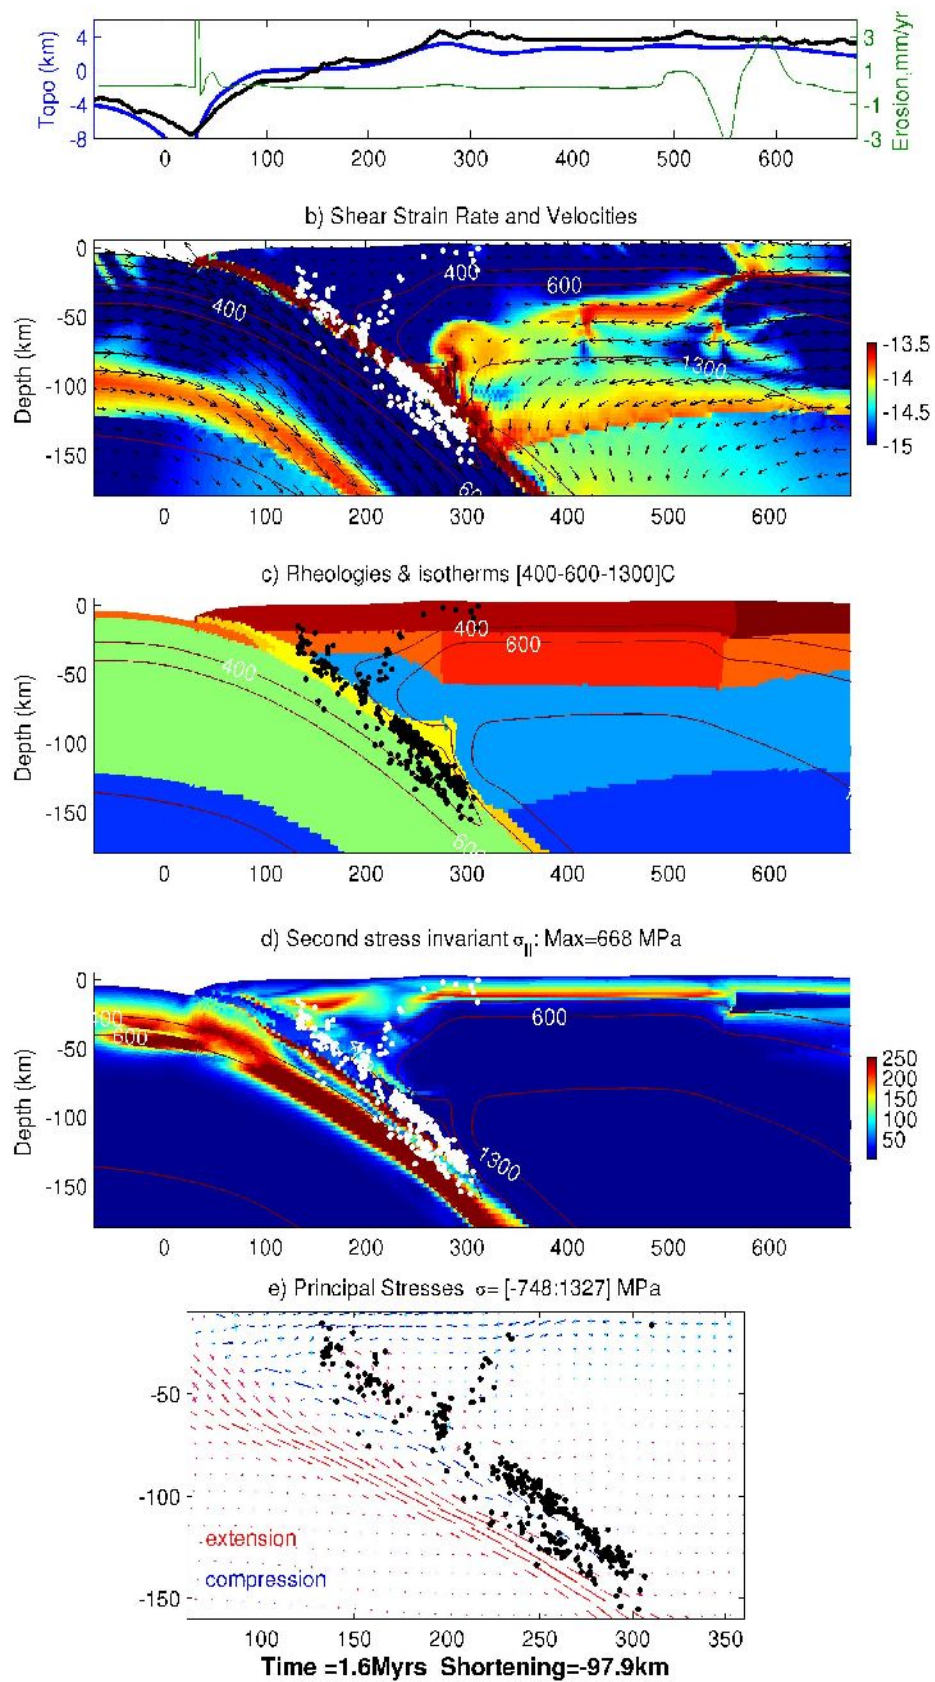 4
0
-4
-8
Topo (km)
3
1
-1
-3
Erosion,mm/yr
0 100 200 300 400 500 600
b) Shear Strain Rate and Velocities
0
-50
-100
-150
Depth (km)
400
600
400
1300
-13.5
-14
-14.5
-15
0 100 200 300 400 500 600
c) Rheologies & isotherms [400-600-1300]C
0
-50
-100
-150
Depth (km)
400
600
400
600
0 100 200 300 400 500 600
d) Second stress invariant σII: Max=668 MPa
0
-50
-100
-150
Depth (km)
400
600
600
1300
250
200
150
100
50
0 100 200 300 400 500 600
e) Principal Stresses σ= [-748:1327] MPa
-50
-100
-150
extension
compression
100 150 200 250 300 350
Time =1.6Myrs Shortening=-97.9km